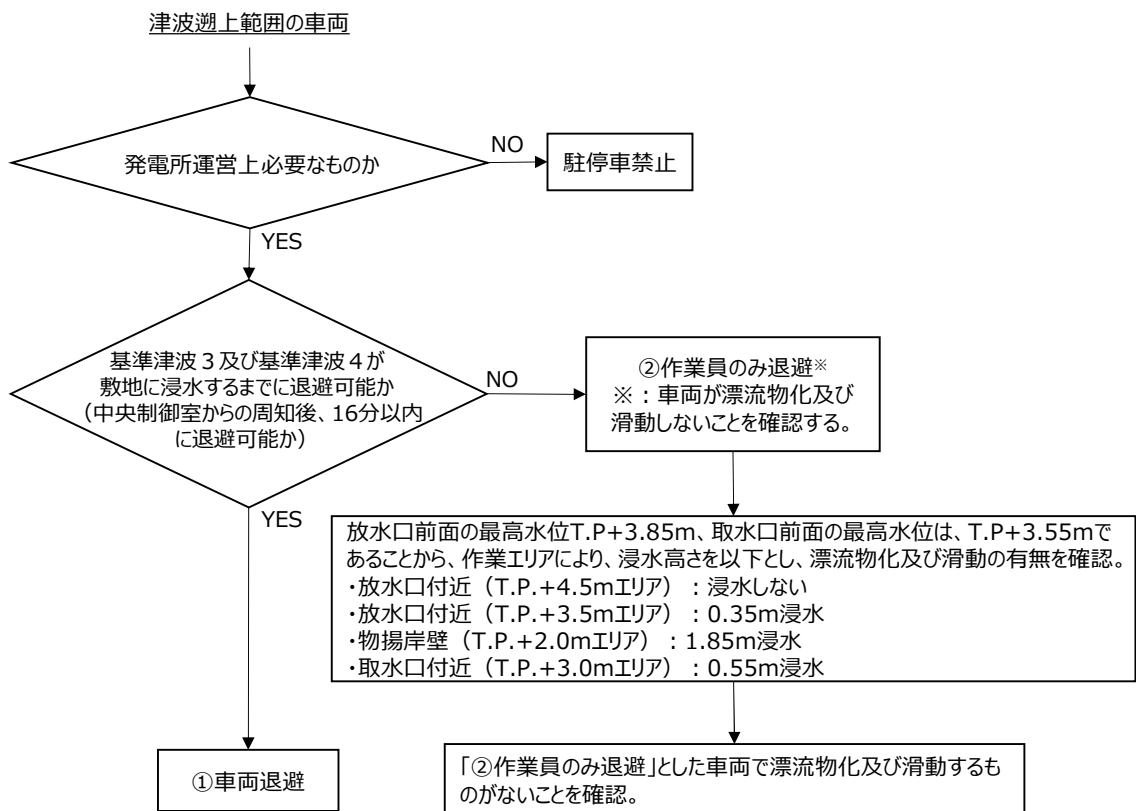 津波遡上範囲の車両
発電所運営上必要なものか
NO
駐停車禁止
YES
基準津波３及び基準津波４が
敷地に浸水するまでに退避可能か
（中央制御室からの周知後、16分以内
に退避可能か）
NO
②作業員のみ退避※
※：車両が漂流物化及び
滑動しないことを確認する。
YES
放水口前面の最高水位T.P+3.85m、取水口前面の最高水位は、T.P+3.55mで
あることから、作業エリアにより、浸水高さを以下とし、漂流物化及び滑動の有無を確認。
・放水口付近（T.P.+4.5mエリア）：浸水しない
・放水口付近（T.P.+3.5mエリア）：0.35m浸水
・物揚岸壁（T.P.+2.0mエリア）：1.85m浸水
・取水口付近（T.P.+3.0mエリア）：0.55m浸水
①車両退避
「②作業員のみ退避」とした車両で漂流物化及び滑動するも
のがないことを確認。